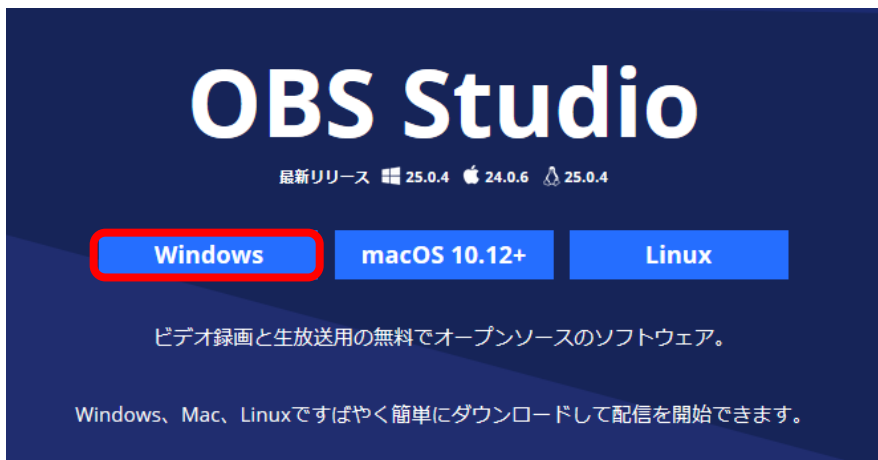 OBS Studio
最新リリース 25.0.4 24.0.6 25.0.4
Windows macOS 10.12+ Linux
ビデオ録画と生放送用の無料でオープンソースのソフトウェア。
Windows、Mac、Linuxですばやく簡単にダウンロードして配信を開始できます。